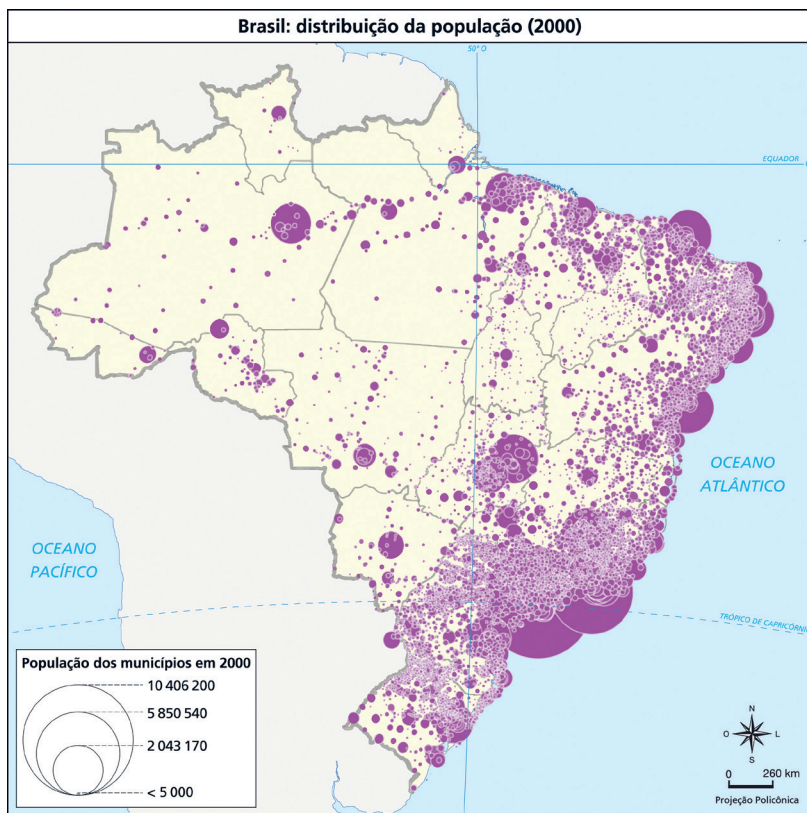 Brasil: distribuição da população (2000)
50° O
EQUADOR
OCEANO
ATLÂNTICO
OCEANO
PACÍFICO
TRÓPICO DE CAPRICÓRNIO
População dos municípios em 2000
10 406 200
5 850 540
2 043 170
< 5 000
N
O
L
S
0
260 km
Projeção Policônica